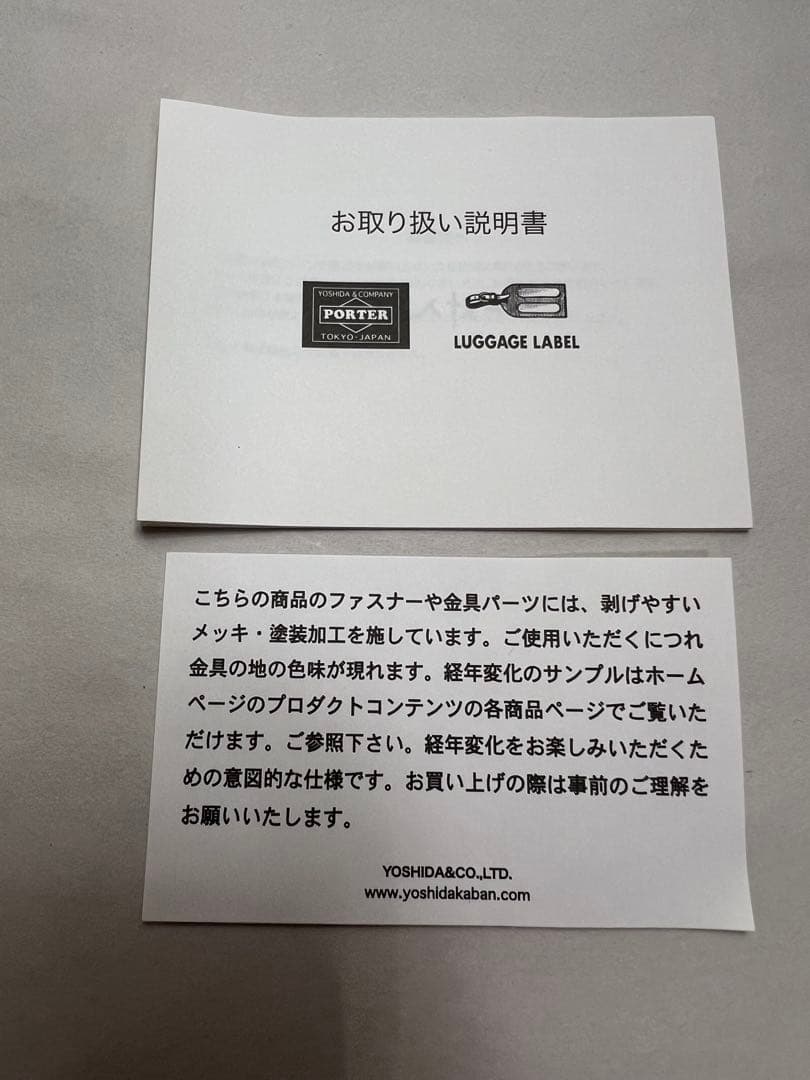 お取り扱い説明書
YOSHIDA & COMPANY
PORTER
TOKYO-JAPAN
LUGGAGE LABEL
こちらの商品のファスナーや金具パーツには、剥げやすい
メッキ・塗装加工を施しています。ご使用いただくにつれ
金具の地の色味が現れます。経年変化のサンプルはホーム
ページのプロダクトコンテンツの各商品ページでご覧いた
だけます。ご参照下さい。経年変化をお楽しみいただくた
めの意図的な仕様です。お買い上げの際は事前のご理解を
お願いいたします。
YOSHIDA&CO.,LTD.
www.yoshidakaban.com